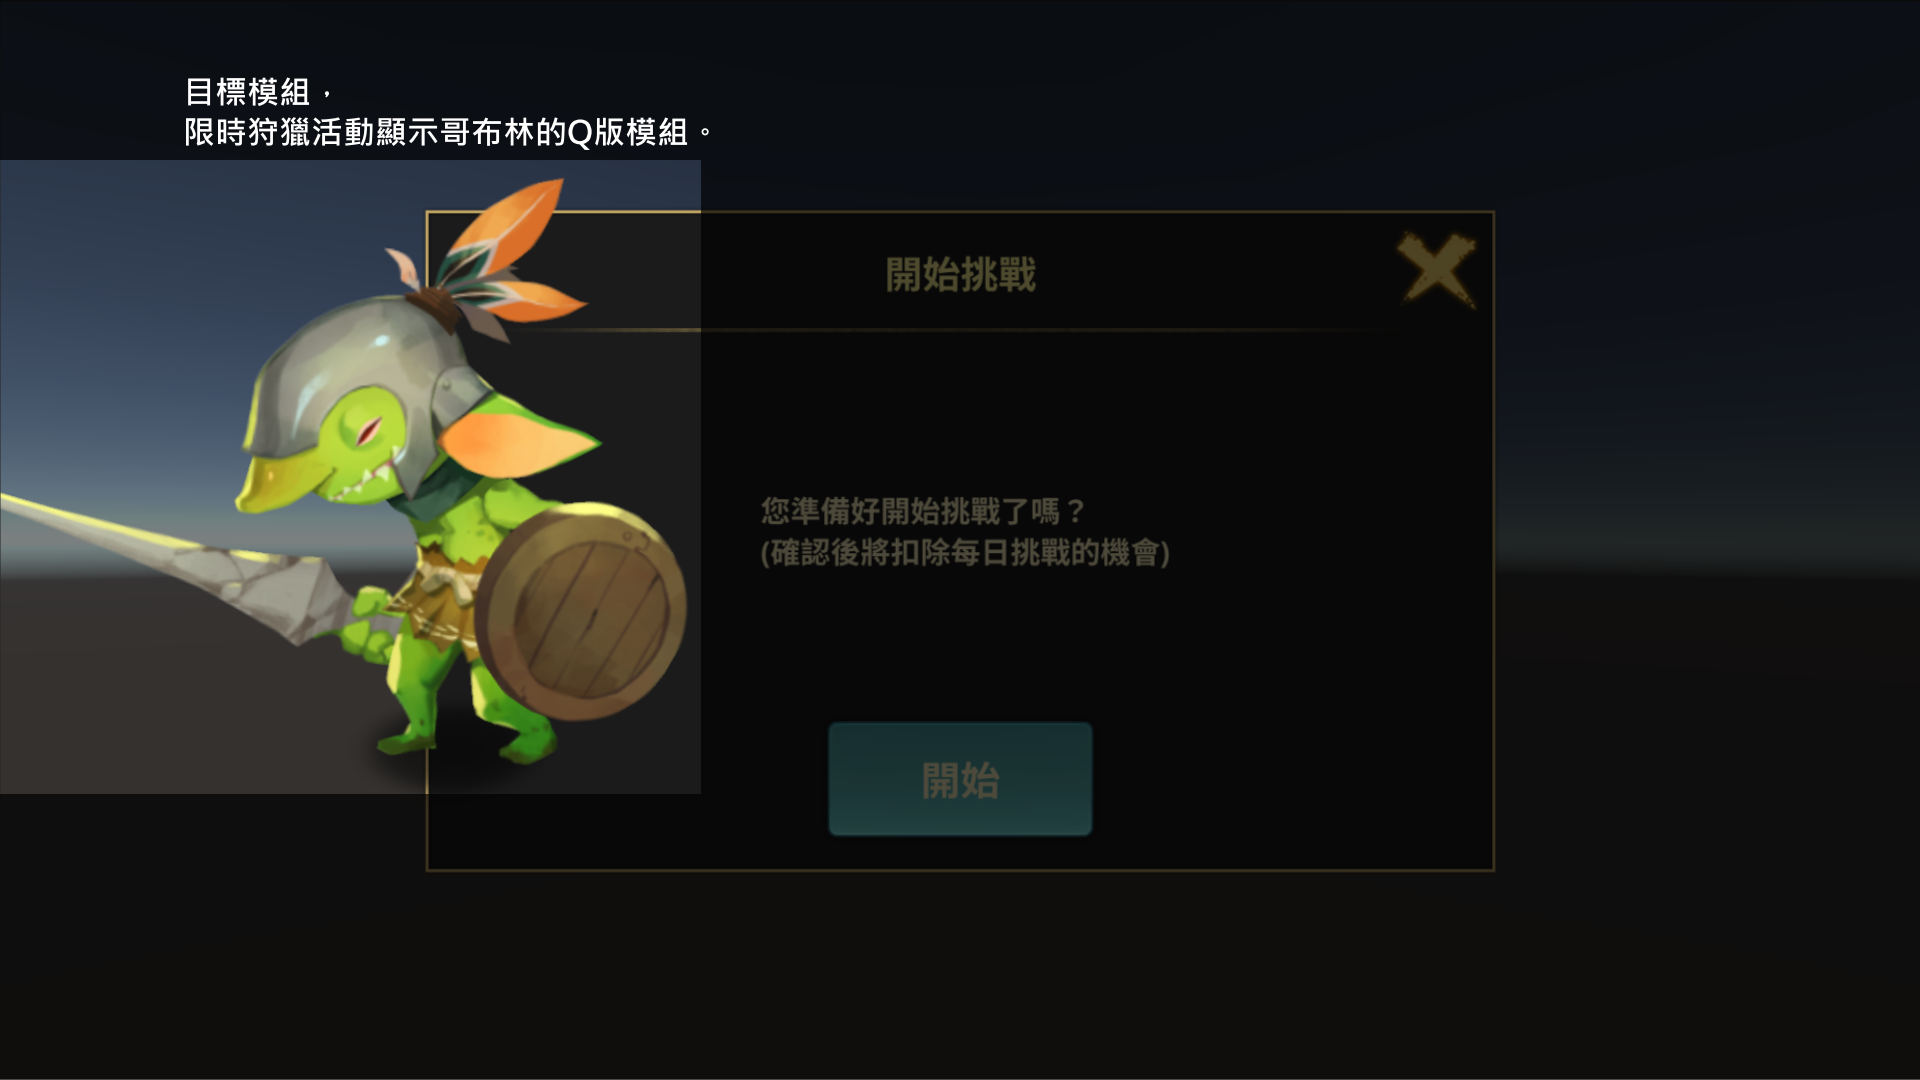 目標模組，
限時狩獵活動顯示哥布林的Q版模組。
開始挑戰
您準備好開始挑戰了嗎？
(確認後將扣除每日挑戰的機會)
開始